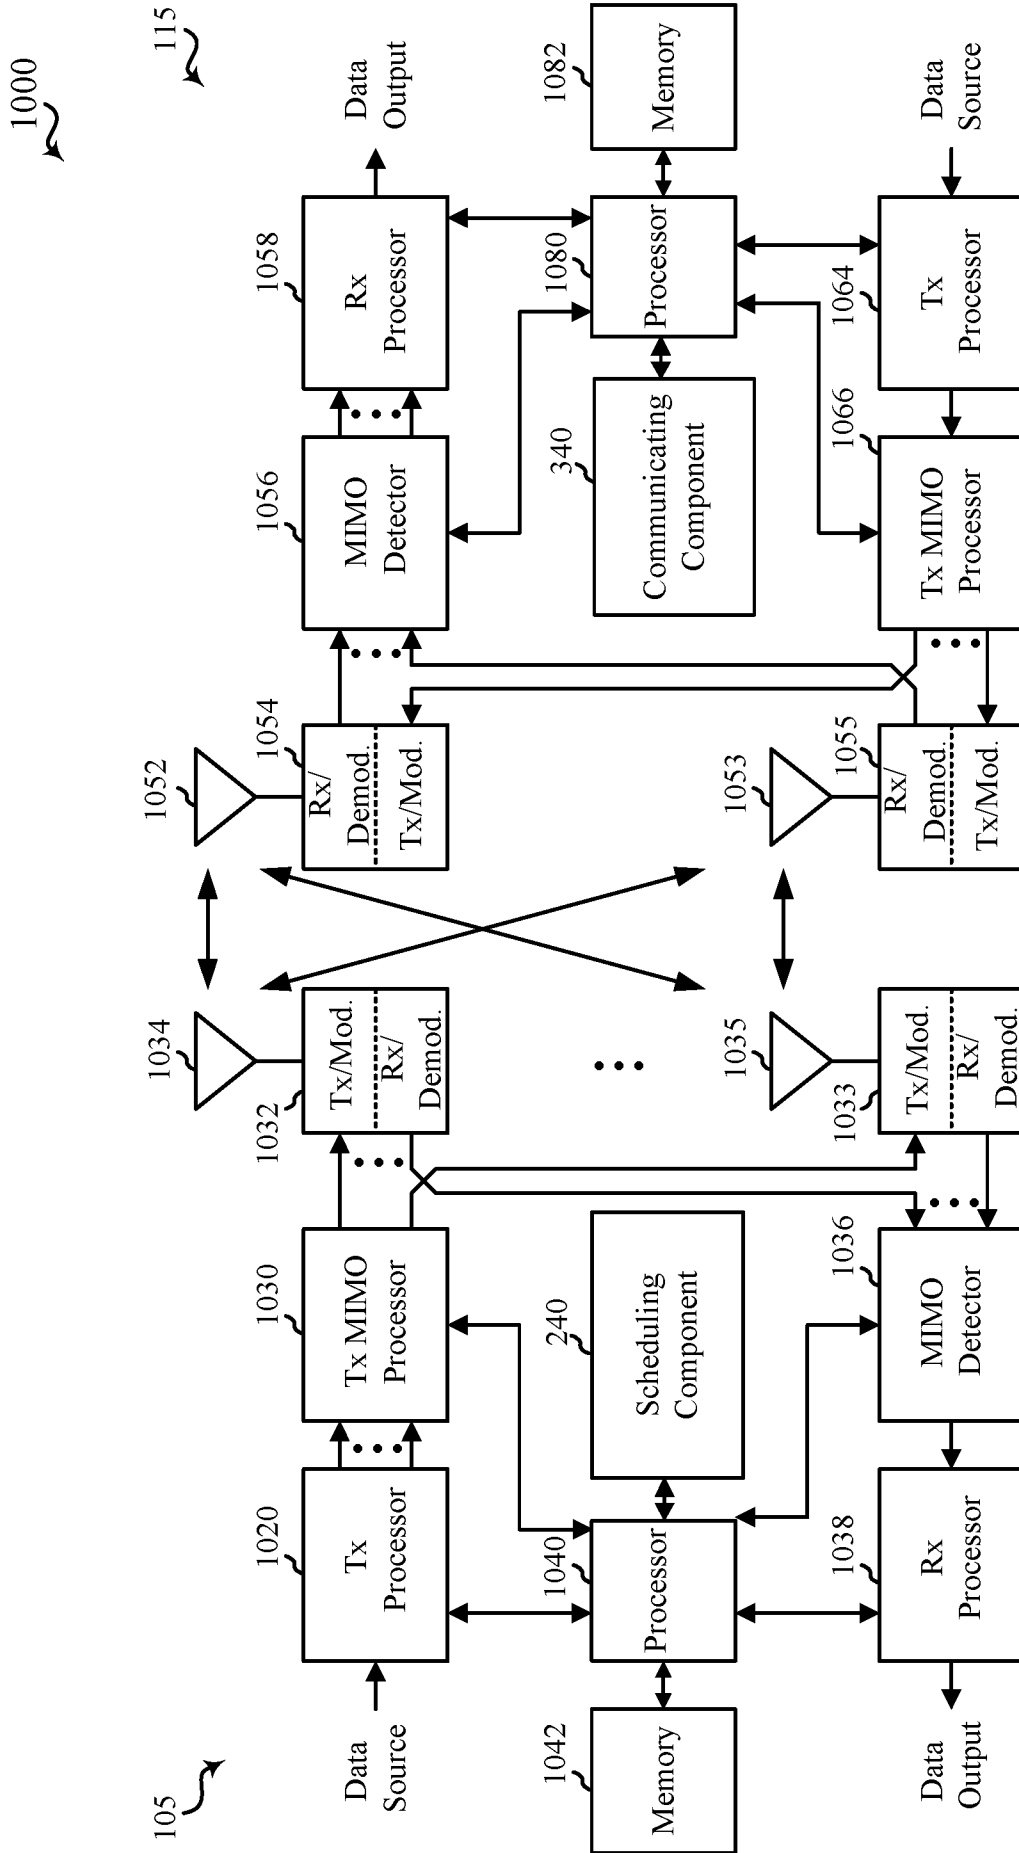 1000
105
115
1034
1052
1020
1030
1032
1054
1056
1058
Data
Source
Tx
Processor
Tx MIMO
Processor
Tx/Mod.
Rx/
Demod.
Rx/
Demod.
Tx/Mod.
MIMO
Detector
Rx
Processor
Data
Output
1042
1040
240
340
1080
1082
Memory
Processor
Scheduling
Component
Communicating
Component
Processor
Memory
1035
1053
1038
1036
1033
1055
1066
1064
Data
Output
Rx
Processor
MIMO
Detector
Tx/Mod.
Rx/
Demod.
Rx/
Demod.
Tx/Mod.
Tx MIMO
Processor
Tx
Processor
Data
Source